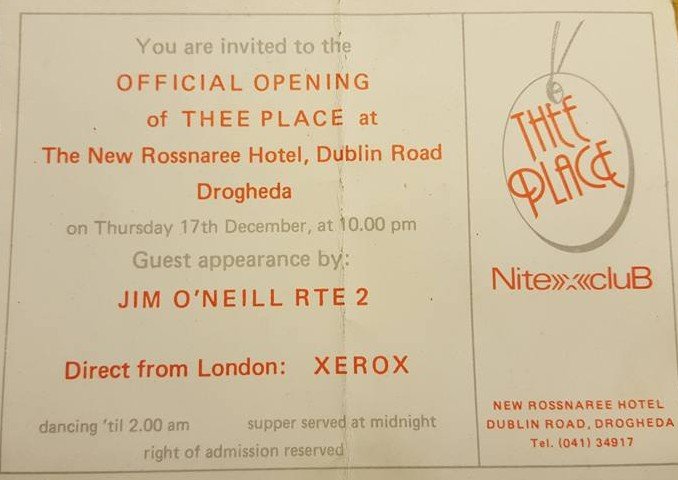 You are invited to the
OFFICIAL OPENING
of THEE PLACE at
The New Rossnaree Hotel, Dublin Road
Drogheda
on Thursday 17th December, at 10.00 pm
Guest appearance by:
JIM O'NEILL RTE 2
Direct from London: XEROX
dancing 'til 2.00 am supper served at midnight
right of admission reserved
THEE
PLACE
Nite»»X««cluB
NEW ROSSNAREE HOTEL
DUBLIN ROAD, DROGHEDA
Tel. (041) 34917